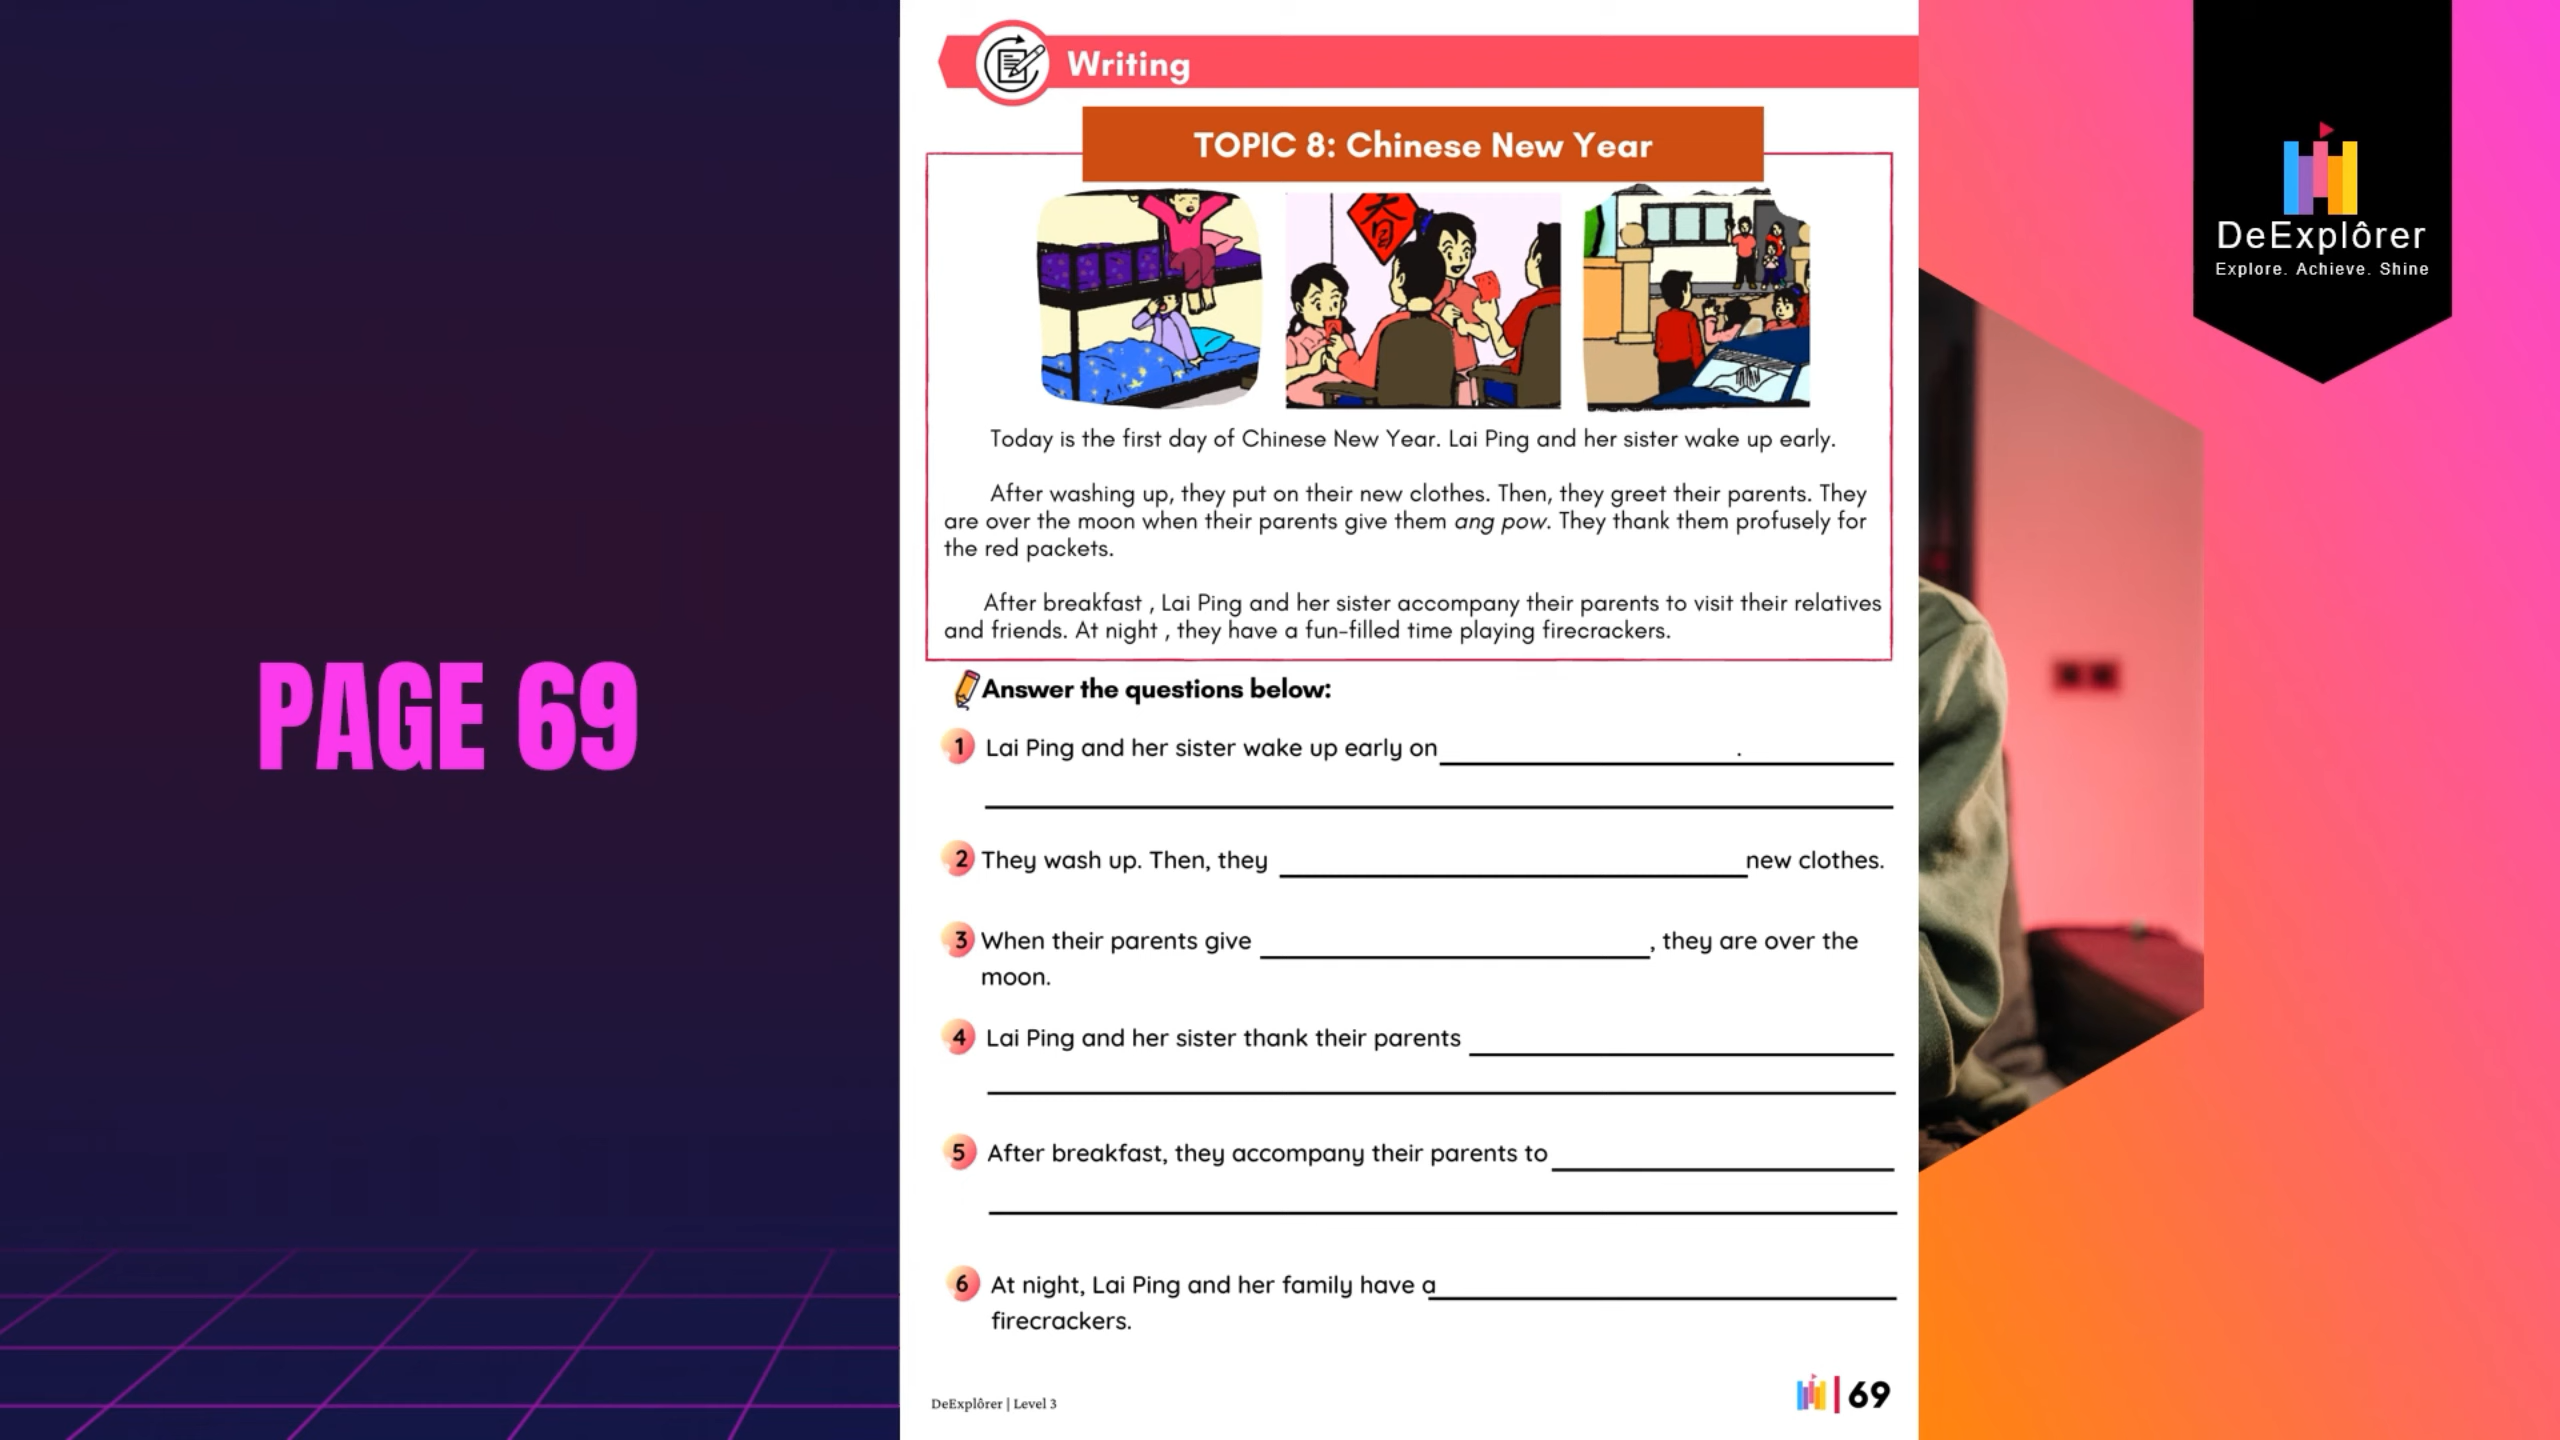 PAGE 69
Writing
TOPIC 8: Chinese New Year
春
Today is the first day of Chinese New Year. Lai Ping and her sister wake up early.
After washing up, they put on their new clothes. Then, they greet their parents. They
are over the moon when their parents give them ang pow. They thank them profusely for
the red packets.
After breakfast , Lai Ping and her sister accompany their parents to visit their relatives
and friends. At night , they have a fun-filled time playing firecrackers.
Answer the questions below:
1 Lai Ping and her sister wake up early on .
2 They wash up. Then, they new clothes.
3 When their parents give , they are over the
moon.
4 Lai Ping and her sister thank their parents
5 After breakfast, they accompany their parents to
6 At night, Lai Ping and her family have a
firecrackers.
DeExplôrer | Level 3
69
DeExplôrer
Explore. Achieve. Shine